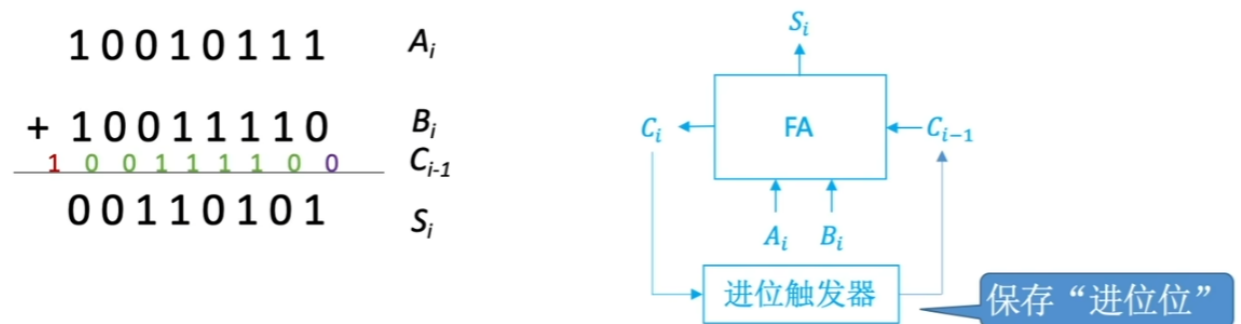 10010111 Ai
+ 10011110 Bi
1 0 0 1 1 1 1 0 0 Ci-1
00110101 Si
Si
Ci FA Ci−1
Ai Bi
进位触发器
保存“进位位”